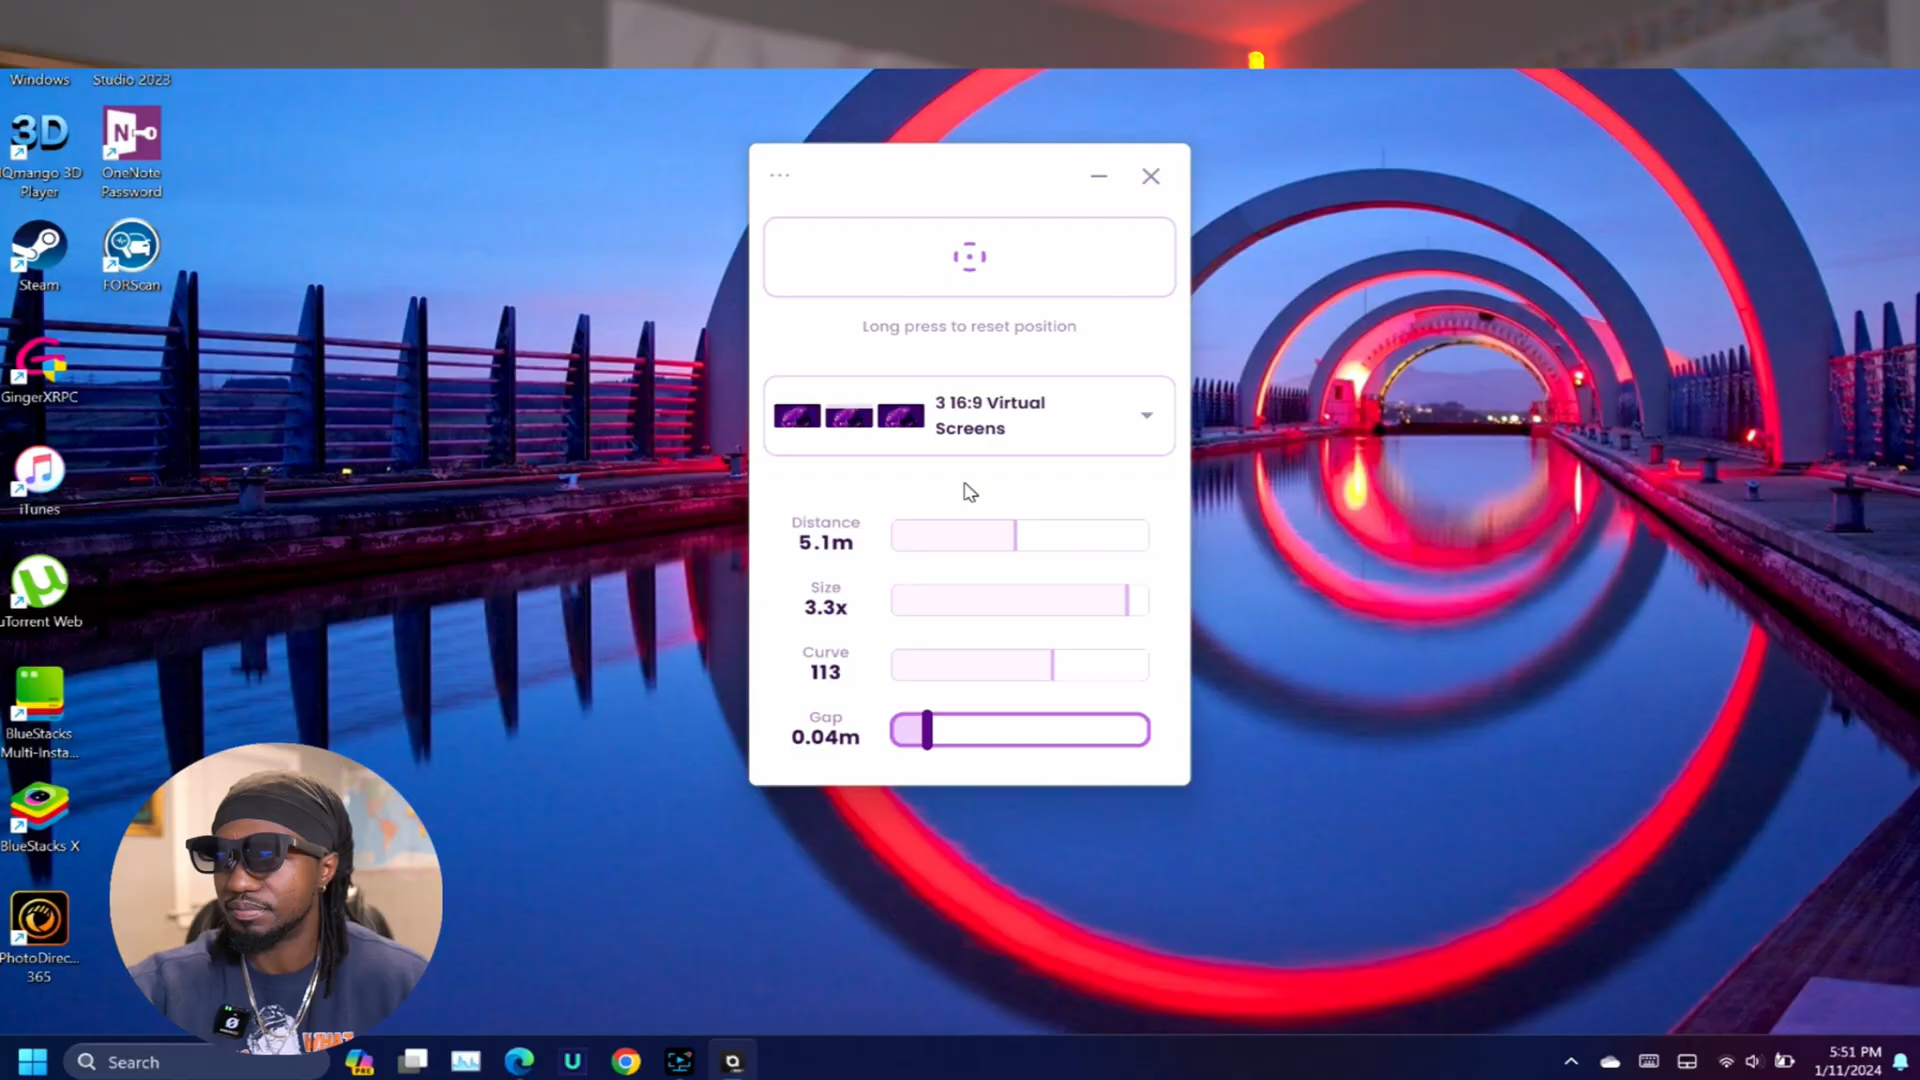 Windows
Studio 2023
3D
N
IQmango 3D
Player
OneNote
Password
Steam
FORScan
GingerXRPC
iTunes
µ
uTorrent Web
BlueStacks
Multi-Insta...
BlueStacks X
PhotoDirec...
365
...
Long press to reset position
3 16:9 Virtual
Screens
Distance
5.1m
Size
3.3x
Curve
113
Gap
0.04m
WHAT
Search
PRE
U
5:51 PM
1/11/2024